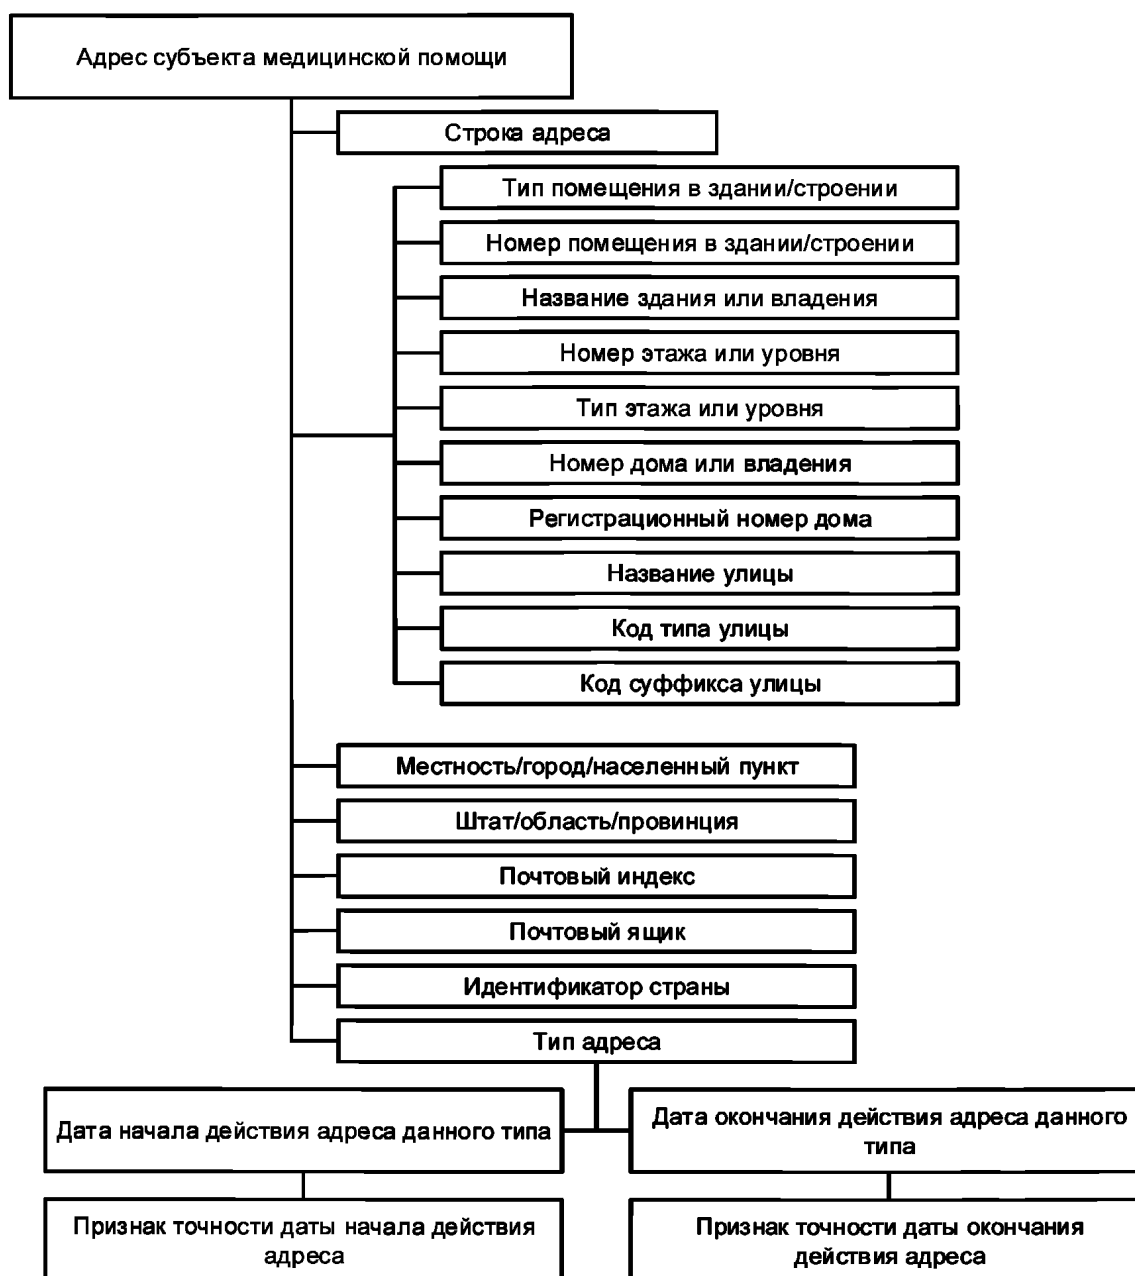 Адрес субъекта медицинской помощи
Строка адреса
Тип помещения в здании/строении
Номер помещения в здании/строении
Название здания или владения
Номер этажа или уровня
Тип этажа или уровня
Номер дома или владения
Регистрационный номер дома
Название улицы
Код типа улицы
Код суффикса улицы
Местность/город/населенный пункт
Штат/область/провинция
Почтовый индекс
Почтовый ящик
Идентификатор страны
Тип адреса
Дата начала действия адреса данного типа
Дата окончания действия адреса данного
типа
Признак точности даты начала действия
адреса
Признак точности даты окончания
действия адреса